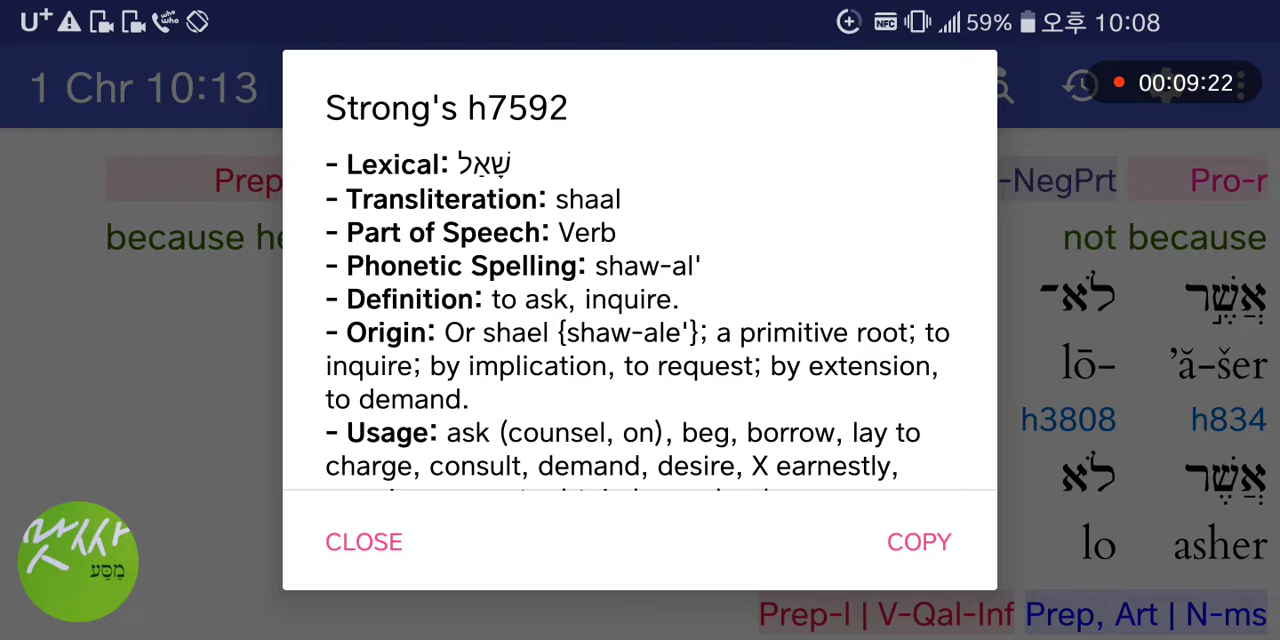 U+ 59% 오후 10:08
1 Chr 10:13
00:09:22
Strong's h7592
- Lexical: שָׁאַל
- Transliteration: shaal
- Part of Speech: Verb
- Phonetic Spelling: shaw-al'
- Definition: to ask, inquire.
- Origin: Or shael {shaw-ale'}; a primitive root; to
inquire; by implication, to request; by extension,
to demand.
- Usage: ask (counsel, on), beg, borrow, lay to
charge, consult, demand, desire, X earnestly,
CLOSE
COPY
Prep
-NegPrt
Pro-r
because he
not because
אֲשֶׁ֣ר לֹא־
lō-
’ă-šer
h3808
h834
אֲשֶׁר לֹא
lo
asher
Prep-l | V-Qal-Inf
Prep, Art | N-ms
מַסַּע